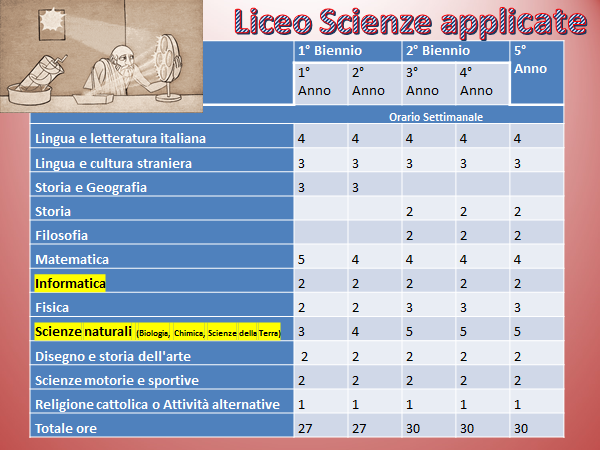 Liceo Scienze applicate
1° Biennio 2° Biennio 5° Anno
1° Anno 2° Anno 3° Anno 4° Anno
Orario Settimanale
Lingua e letteratura italiana 4 4 4 4 4
Lingua e cultura straniera 3 3 3 3 3
Storia e Geografia 3 3
Storia 2 2 2
Filosofia 2 2 2
Matematica 5 4 4 4 4
Informatica 2 2 2 2 2
Fisica 2 2 3 3 3
Scienze naturali (Biologia, Chimica, Scienze della Terra) 3 4 5 5 5
Disegno e storia dell'arte 2 2 2 2 2
Scienze motorie e sportive 2 2 2 2 2
Religione cattolica o Attività alternative 1 1 1 1 1
Totale ore 27 27 30 30 30